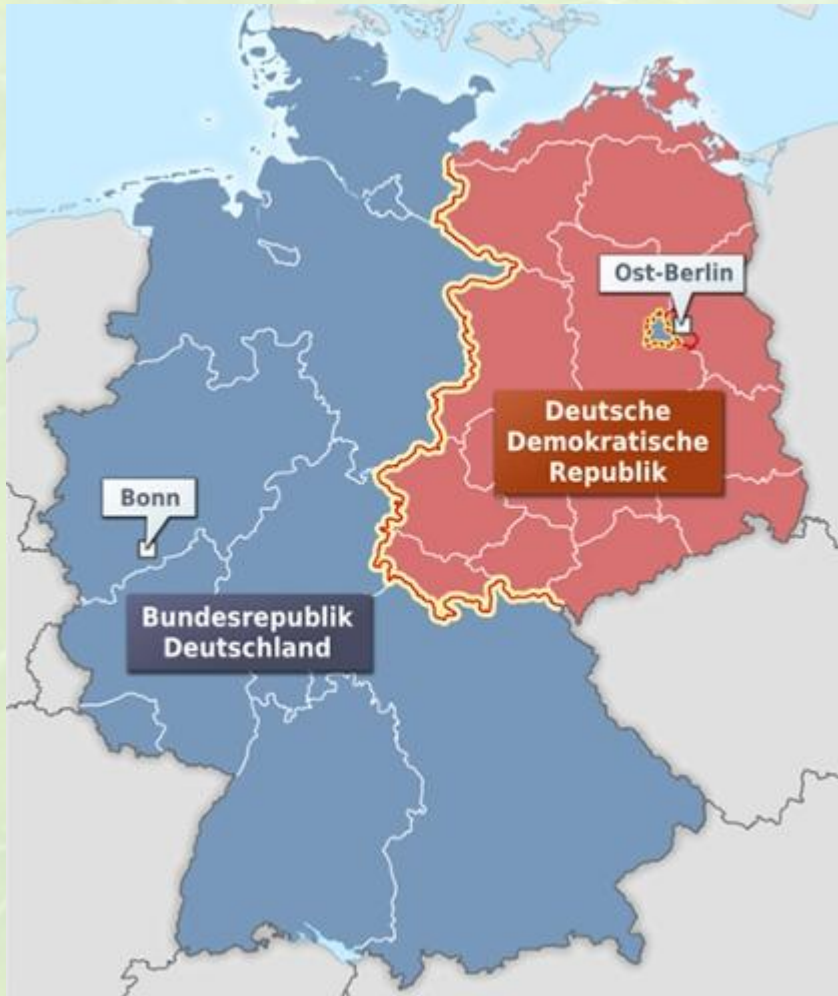 Ost-Berlin
Deutsche
Demokratische
Republik
Bonn
Bundesrepublik
Deutschland